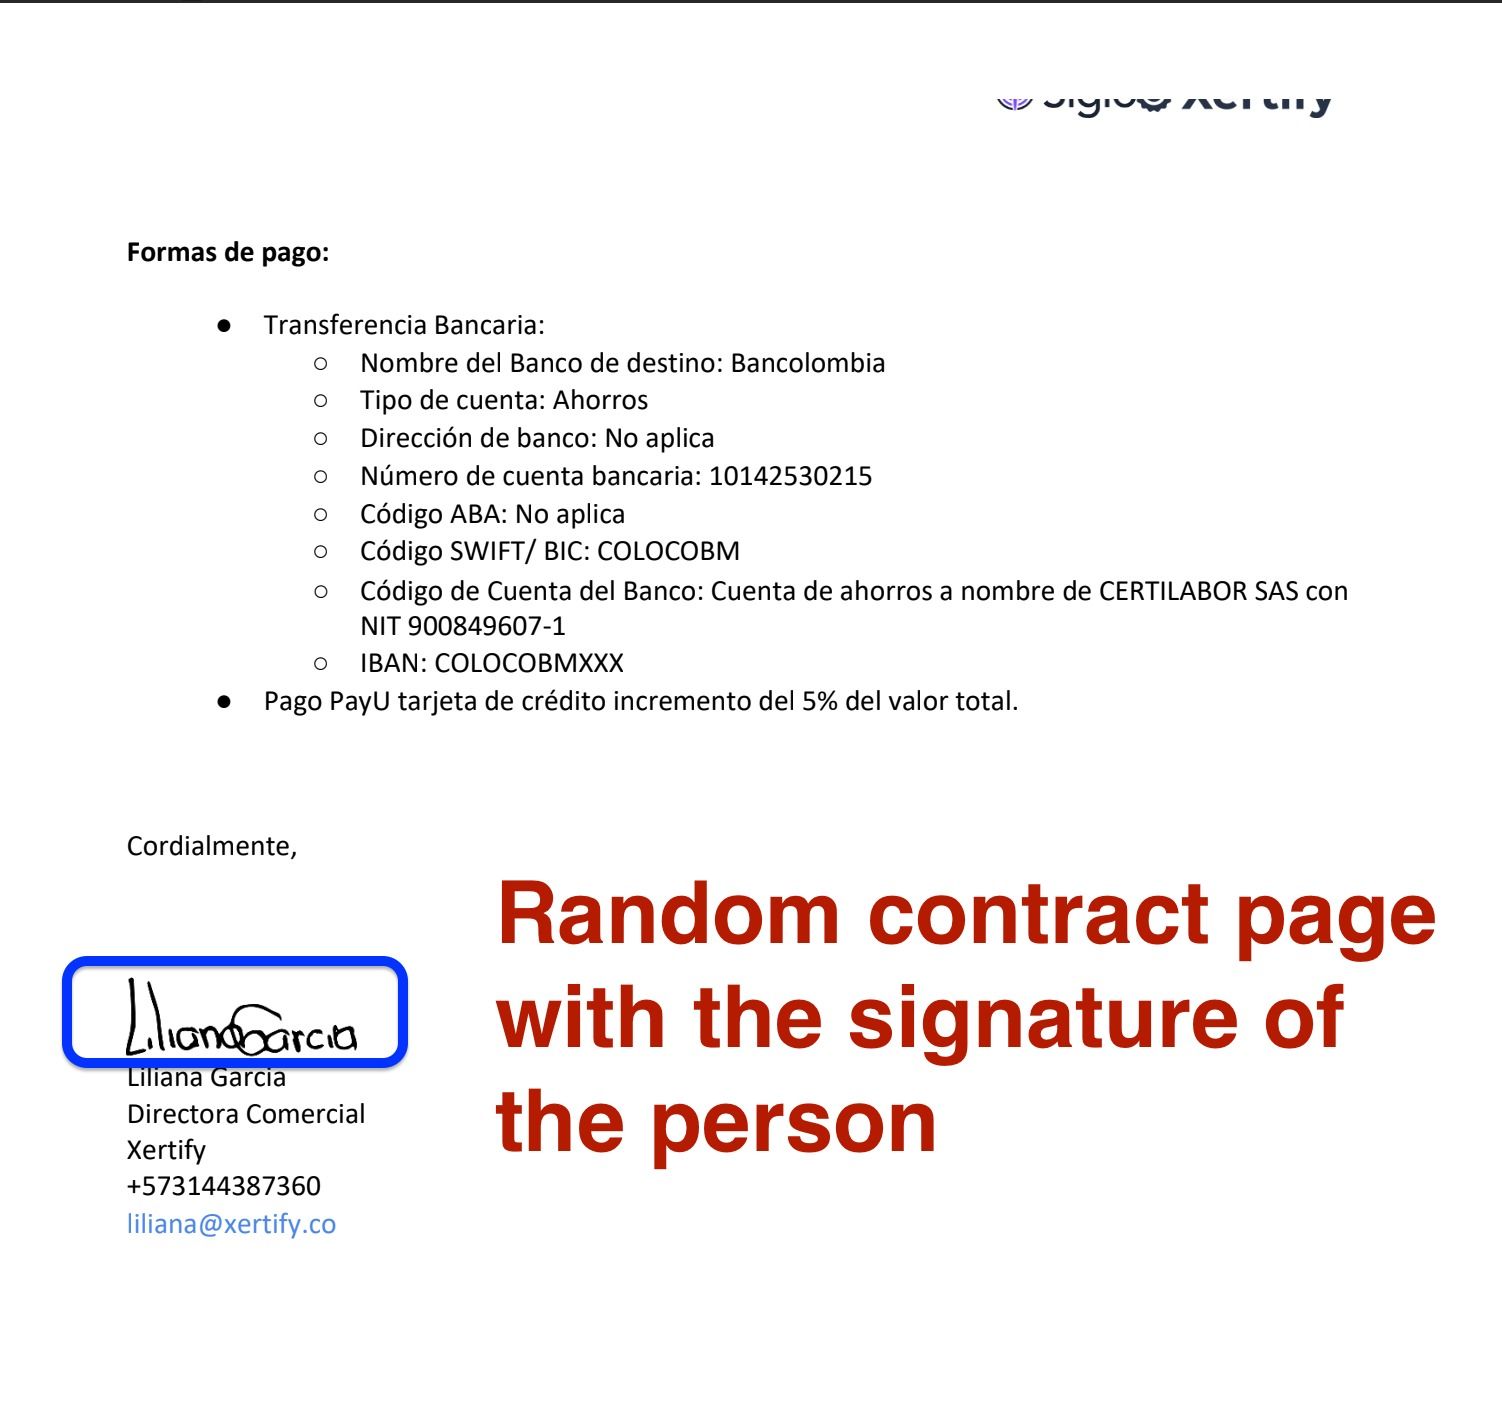 Xertify
Formas de pago:
● Transferencia Bancaria:
○ Nombre del Banco de destino: Bancolombia
○ Tipo de cuenta: Ahorros
○ Dirección de banco: No aplica
○ Número de cuenta bancaria: 10142530215
○ Código ABA: No aplica
○ Código SWIFT/ BIC: COLOCOBM
○ Código de Cuenta del Banco: Cuenta de ahorros a nombre de CERTILABOR SAS con
NIT 900849607-1
○ IBAN: COLOCOBMXXX
● Pago PayU tarjeta de crédito incremento del 5% del valor total.
Cordialmente,
Random contract page
with the signature of
the person
Liliana Garcia
Liliana Garcia
Directora Comercial
Xertify
+573144387360
liliana@xertify.co